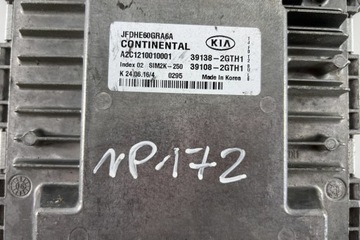 JFDHE60GRA6A
CONTINENTAL
KIA
A2C1210010001
39138-2GTH1
Index 02 SIM2K-250
39108-2GTH1
K 24.06.16/4 0295
Made in Korea
NP172